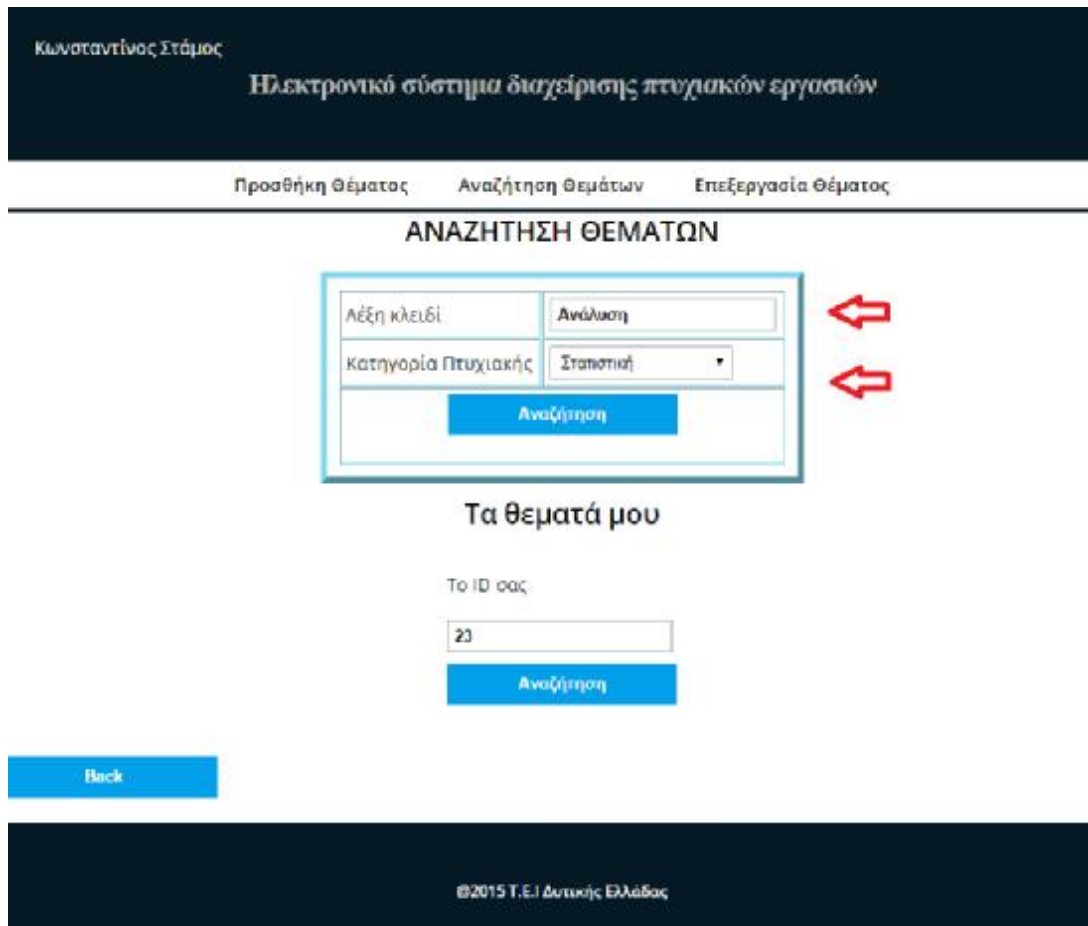 Κωνσταντίνος Στάμος
Ηλεκτρονικό σύστημα διαχείρισης πτυχιακών εργασιών
Προσθήκη Θέματος Αναζήτηση Θεμάτων Επεξεργασία Θέματος
ΑΝΑΖΗΤΗΣΗ ΘΕΜΑΤΩΝ
Λέξη κλειδί Ανάλυση
Κατηγορία Πτυχιακής Στατιστική
Αναζήτηση
Τα θεματά μου
Το ID σας
23
Αναζήτηση
Back
©2015 Τ.Ε.Ι Δυτικής Ελλάδας